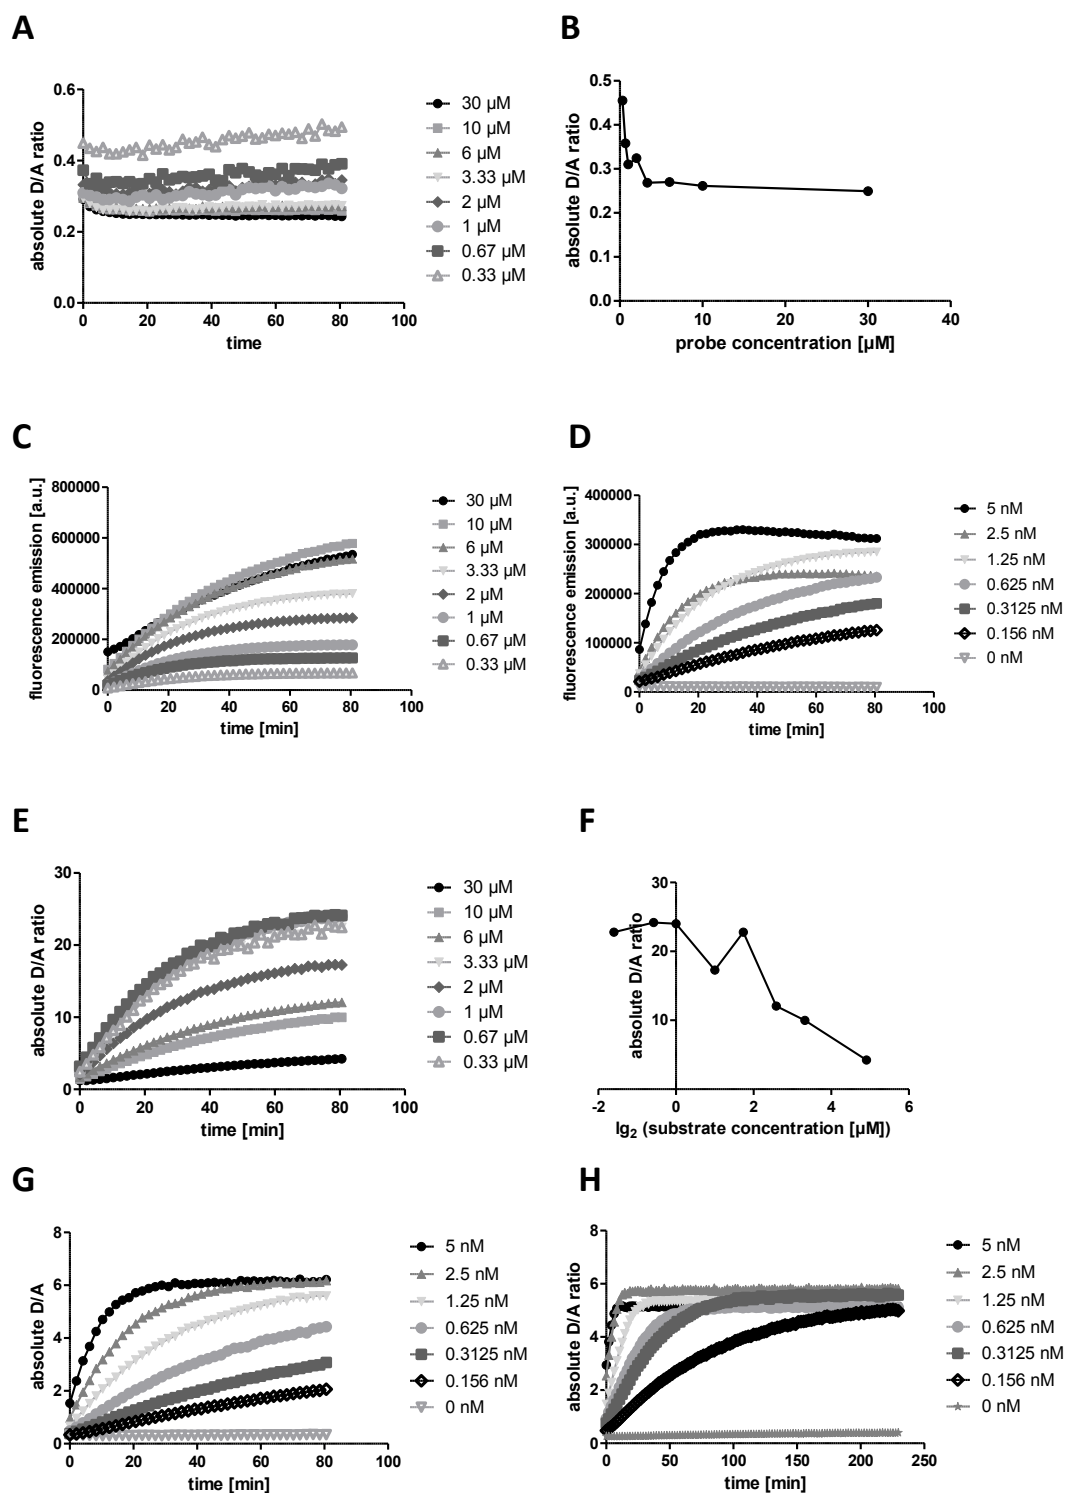 A
absolute D/A ratio
0.6
0.4
0.2
0.0
0 20 40 60 80 100
time
30 µM
10 µM
6 µM
3.33 µM
2 µM
1 µM
0.67 µM
0.33 µM
B
absolute D/A ratio
0.5
0.4
0.3
0.2
0.1
0.0
0 10 20 30 40
probe concentration [µM]
C
fluorescence emission [a.u.]
800000
600000
400000
200000
0
0 20 40 60 80 100
time [min]
30 µM
10 µM
6 µM
3.33 µM
2 µM
1 µM
0.67 µM
0.33 µM
D
fluorescence emission [a.u.]
400000
300000
200000
100000
0
0 20 40 60 80 100
time [min]
5 nM
2.5 nM
1.25 nM
0.625 nM
0.3125 nM
0.156 nM
0 nM
E
absolute D/A ratio
30
20
10
0
0 20 40 60 80 100
time [min]
30 µM
10 µM
6 µM
3.33 µM
2 µM
1 µM
0.67 µM
0.33 µM
F
absolute D/A ratio
30
20
10
-2 0 2 4 6
lg2 (substrate concentration [µM])
G
absolute D/A
8
6
4
2
0
0 20 40 60 80 100
time [min]
5 nM
2.5 nM
1.25 nM
0.625 nM
0.3125 nM
0.156 nM
0 nM
H
absolute D/A ratio
8
6
4
2
0
0 50 100 150 200 250
time [min]
5 nM
2.5 nM
1.25 nM
0.625 nM
0.3125 nM
0.156 nM
0 nM